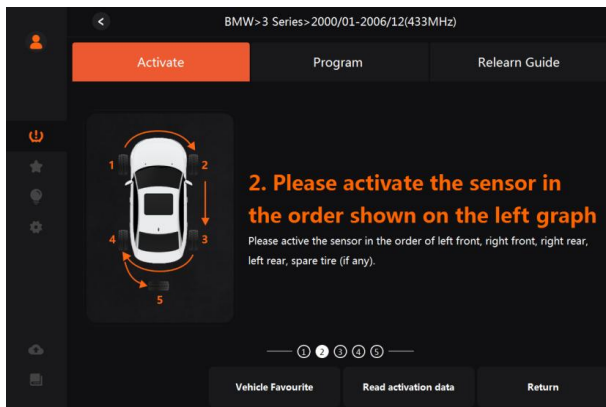 BMW>3 Series>2000/01-2006/12(433MHz)
Activate
Program
Relearn Guide
1
2
4
3
5
2. Please activate the sensor in
the order shown on the left graph
Please active the sensor in the order of left front, right front, right rear,
left rear, spare tire (if any).
1 2 3 4 5
Vehicle Favourite
Read activation data
Return